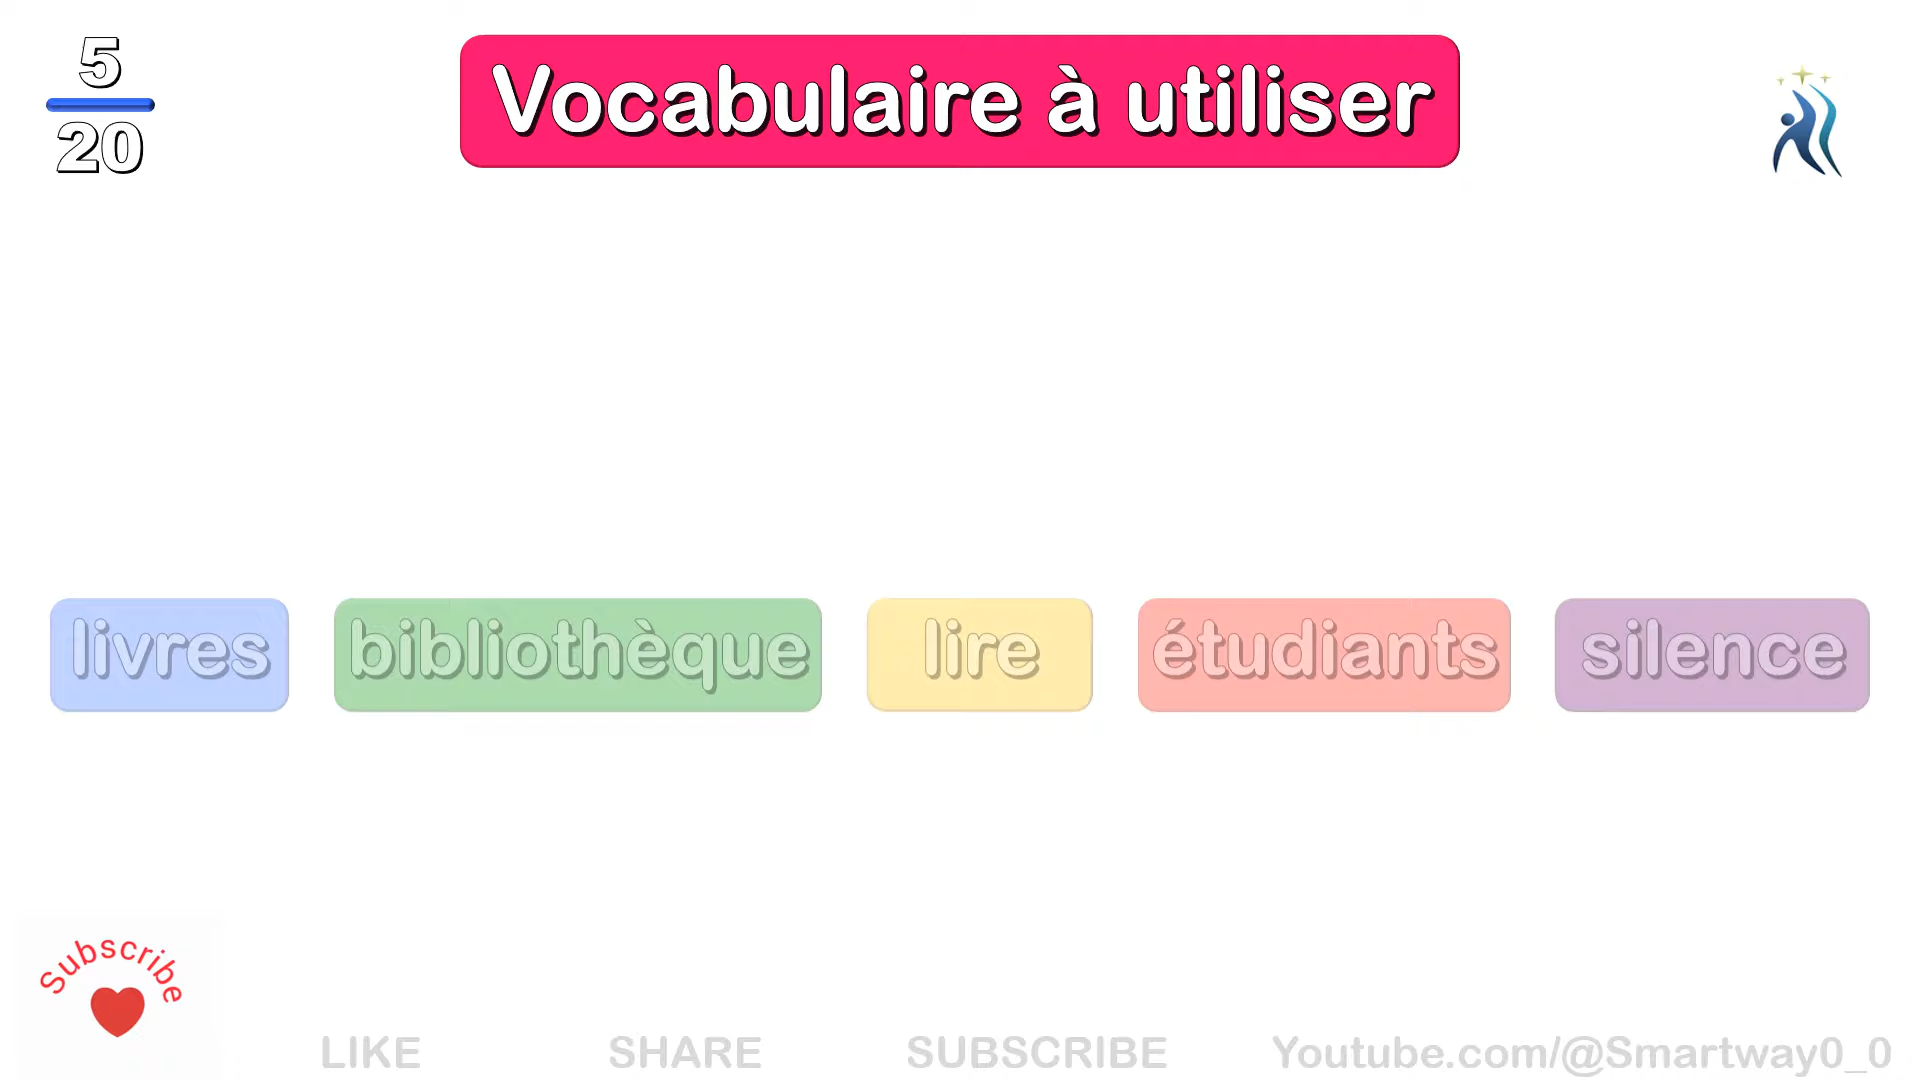 5
20
Vocabulaire à utiliser
livres bibliothèque lire étudiants silence
Subscribe
LIKE SHARE SUBSCRIBE Youtube.com/@Smartway0_0